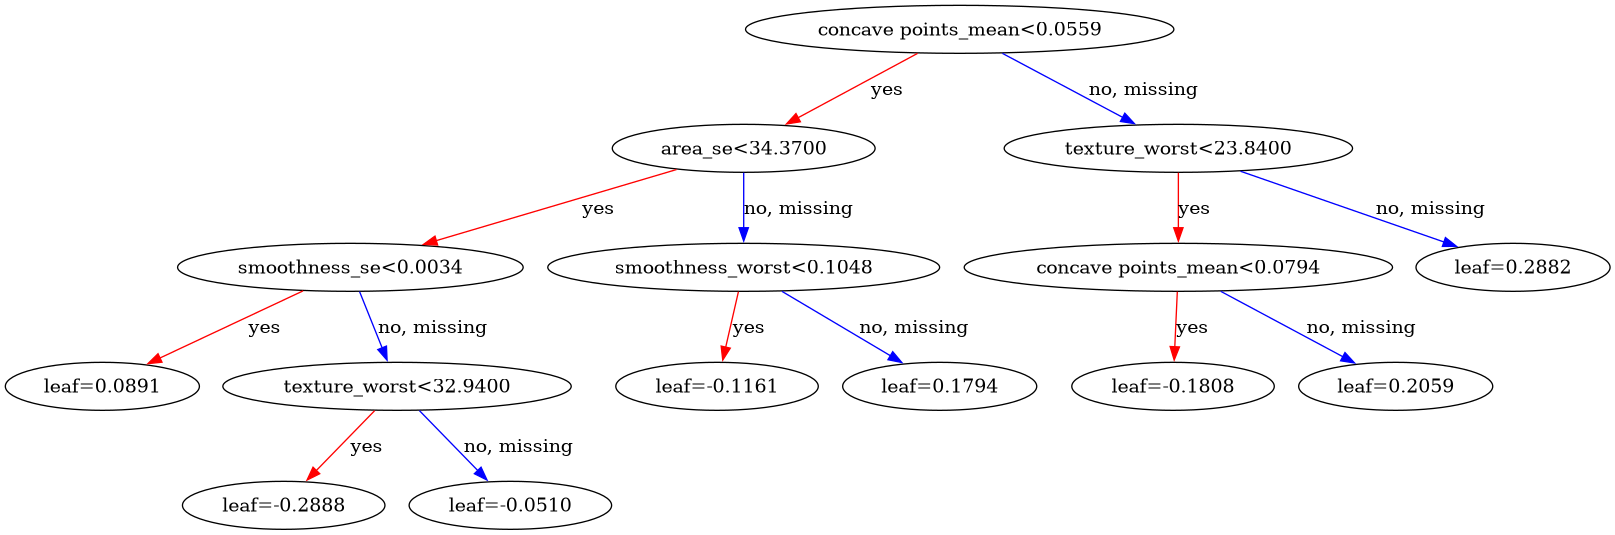 concave points_mean<0.0559
yes
no, missing
area_se<34.3700
texture_worst<23.8400
yes
no, missing
yes
no, missing
smoothness_se<0.0034
smoothness_worst<0.1048
concave points_mean<0.0794
leaf=0.2882
yes
no, missing
yes
no, missing
yes
no, missing
leaf=0.0891
texture_worst<32.9400
leaf=-0.1161
leaf=0.1794
leaf=-0.1808
leaf=0.2059
yes
no, missing
leaf=-0.2888
leaf=-0.0510